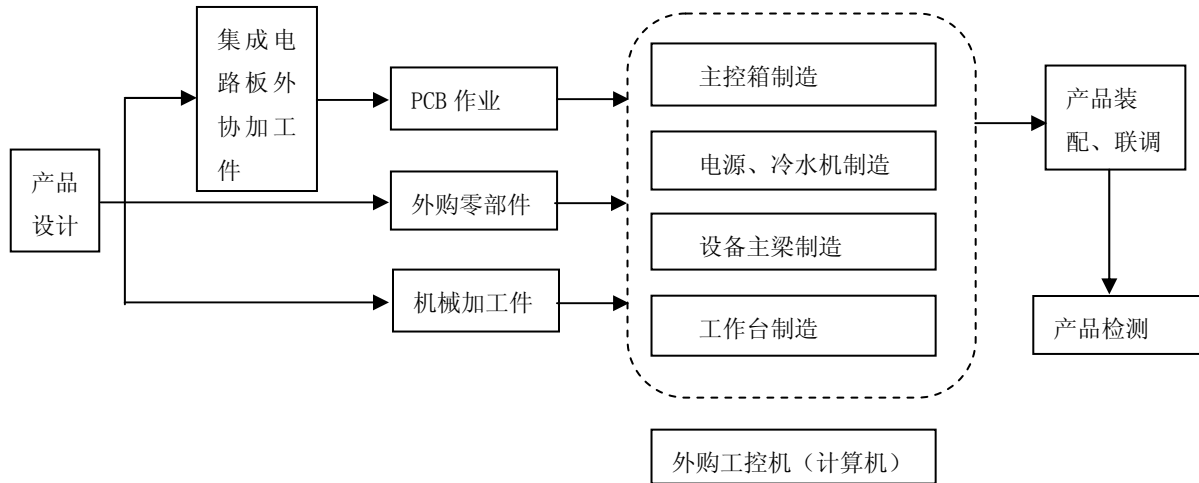 产品
设计
集成电
路板外
协加工
件
PCB 作业
外购零部件
机械加工件
主控箱制造
电源、冷水机制造
设备主梁制造
工作台制造
外购工控机（计算机）
产品装
配、联调
产品检测